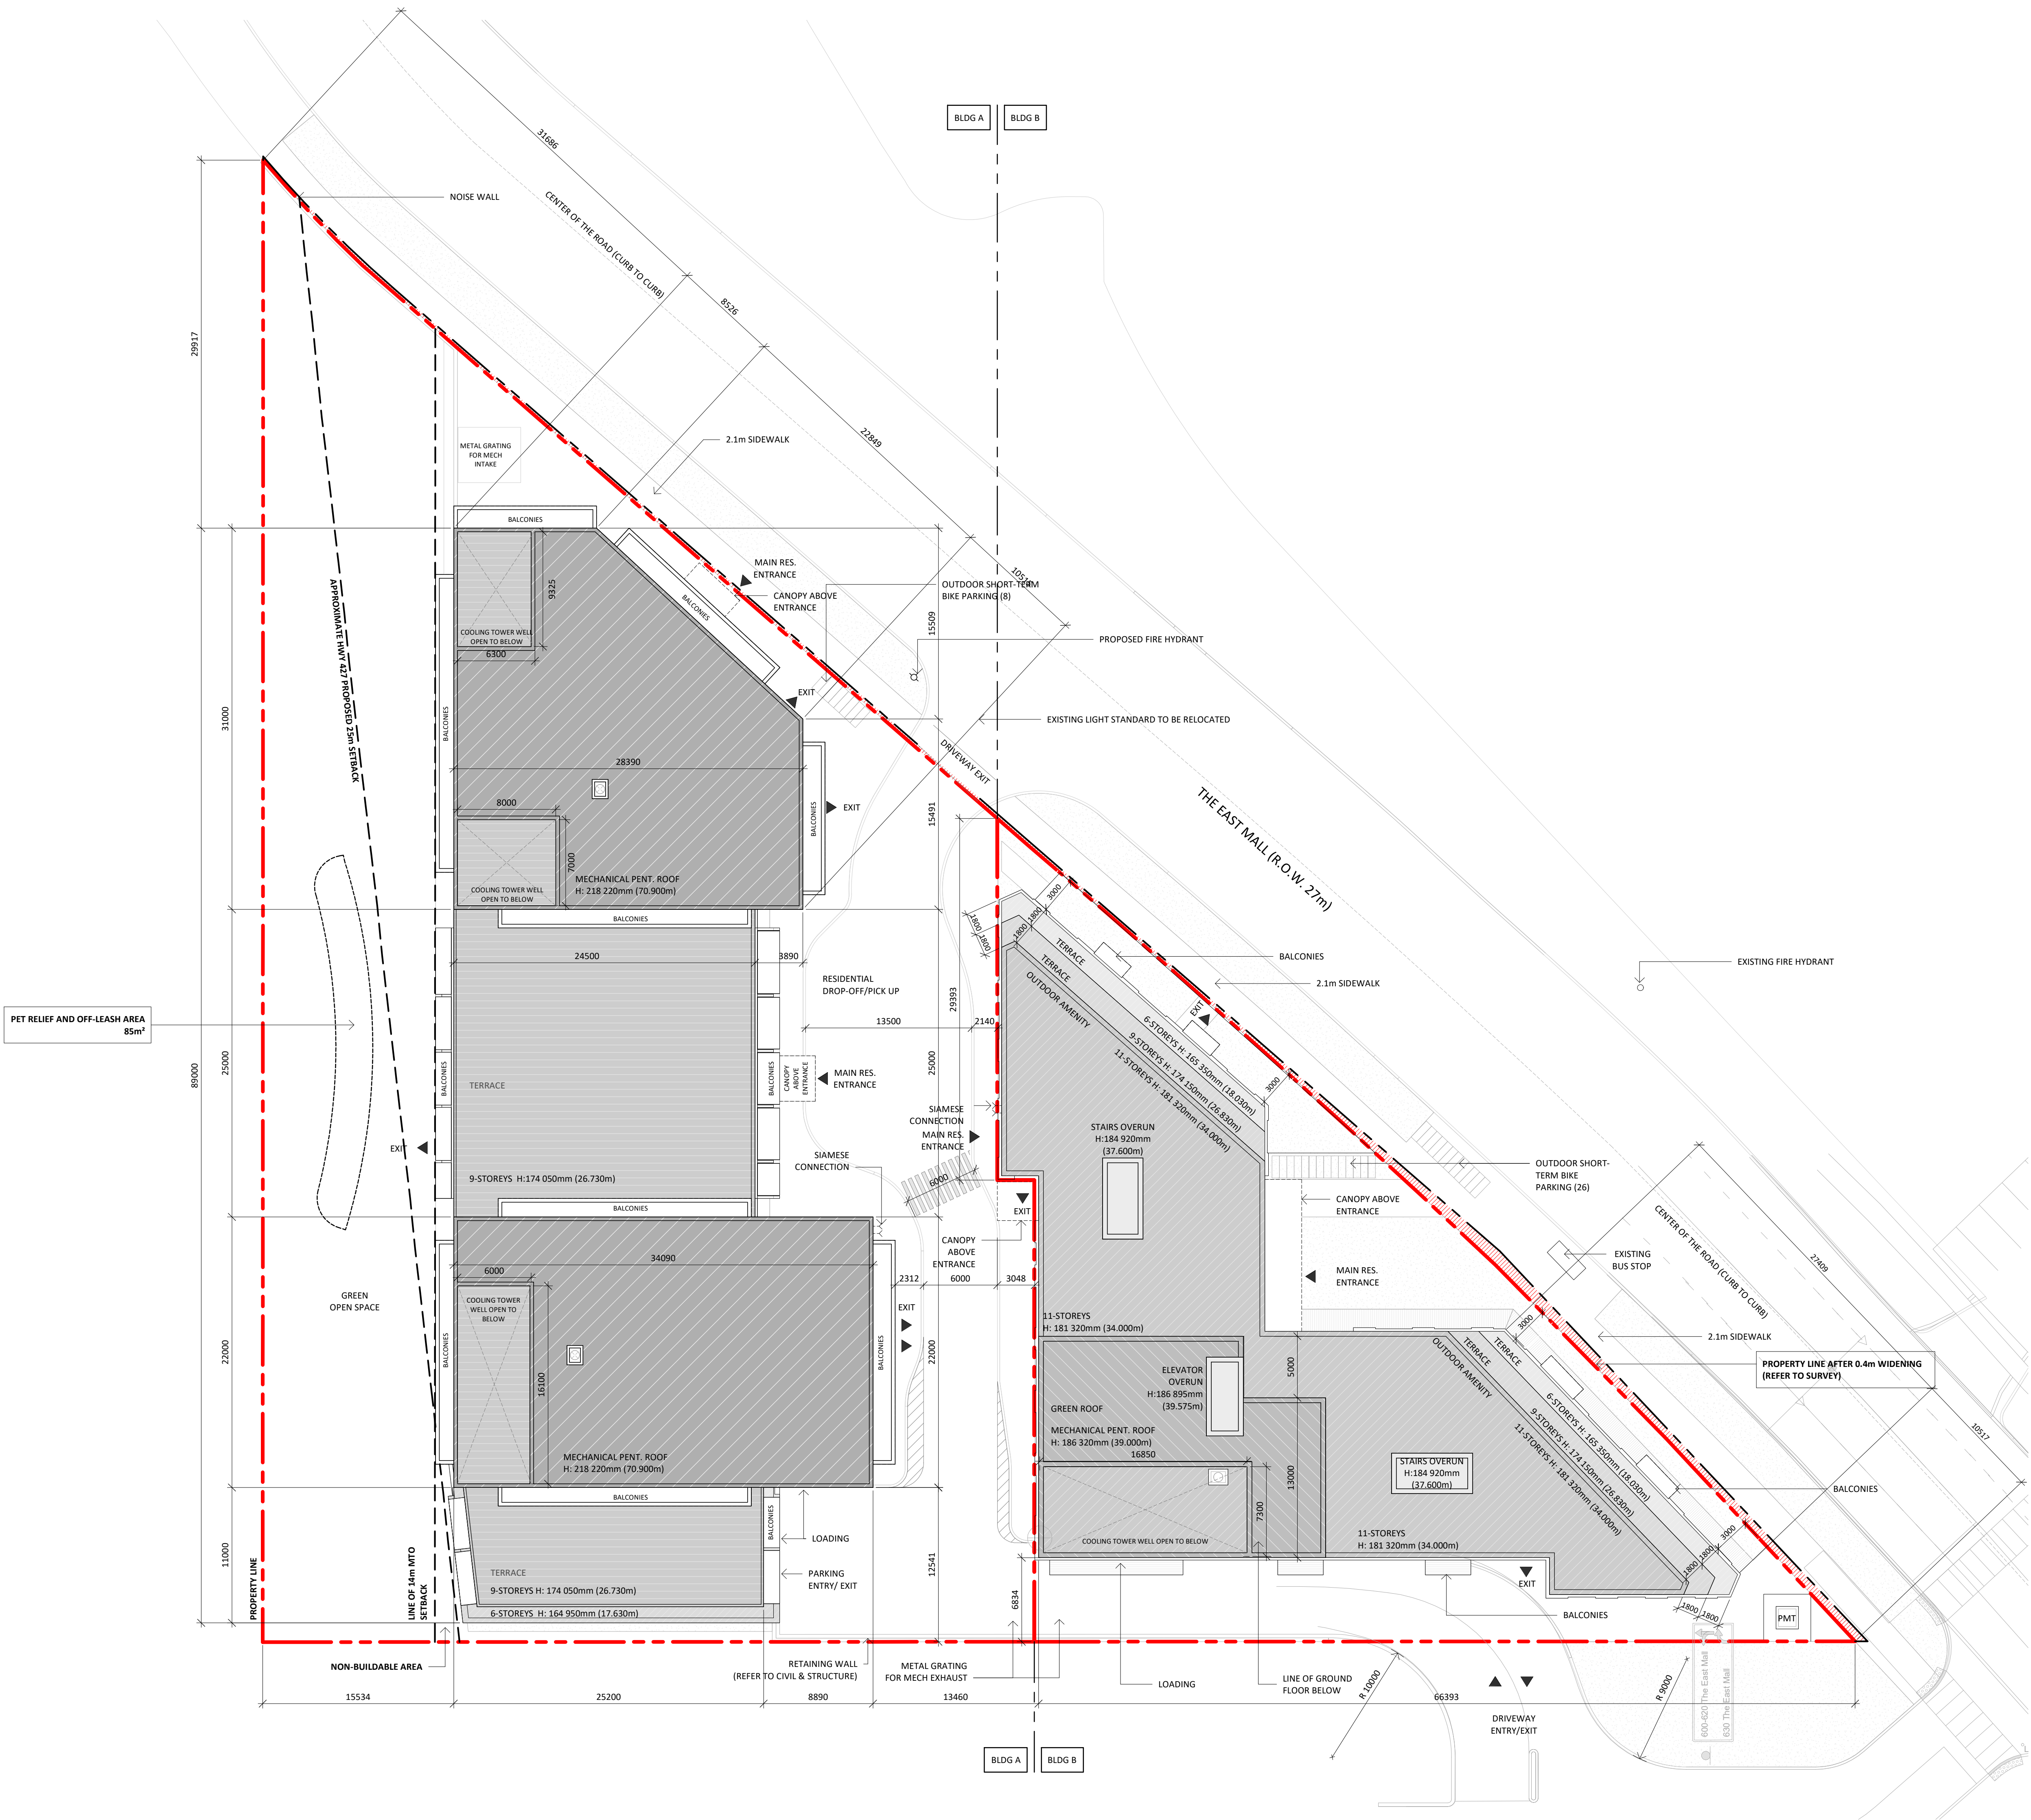 BLDG A
BLDG B
31686
NOISE WALL
CENTER OF THE ROAD (CURB TO CURB)
8526
29917
22849
2.1m SIDEWALK
METAL GRATING
FOR MECH
INTAKE
BALCONIES
MAIN RES.
ENTRANCE
CANOPY ABOVE
ENTRANCE
OUTDOOR SHORT-TERM
BIKE PARKING (8)
9325
BALCONIES
15509
COOLING TOWER WELL
OPEN TO BELOW
6300
PROPOSED FIRE HYDRANT
APPROXIMATE HWY 427 PROPOSED 25m SETBACK
EXIT
31000
BALCONIES
EXISTING LIGHT STANDARD TO BE RELOCATED
DRIVEWAY EXIT
28390
8000
BALCONIES
EXIT
15491
7000
THE EAST MALL (R.O.W. 27m)
MECHANICAL PENT. ROOF
H: 218 220mm (70.900m)
COOLING TOWER WELL
OPEN TO BELOW
BALCONIES
3000
1800
1800
1800
1800
TERRACE
TERRACE
OUTDOOR AMENITY
BALCONIES
24500
3890
EXISTING FIRE HYDRANT
RESIDENTIAL
DROP-OFF/PICK UP
2.1m SIDEWALK
29393
13500
2140
EXIT
PET RELIEF AND OFF-LEASH AREA
85m²
6-STOREYS H: 165 350mm (18.030m)
9-STOREYS H: 174 150mm (26.830m)
11-STOREYS H: 181 320mm (34.000m)
3000
89000
25000
BALCONIES
TERRACE
BALCONIES
CANOPY
ABOVE
ENTRANCE
MAIN RES.
ENTRANCE
25000
SIAMESE
CONNECTION
MAIN RES.
ENTRANCE
STAIRS OVERUN
H:184 920mm
(37.600m)
EXIT
SIAMESE
CONNECTION
OUTDOOR SHORT-
TERM BIKE
PARKING (26)
9-STOREYS H:174 050mm (26.730m)
6000
BALCONIES
EXIT
CANOPY ABOVE
ENTRANCE
CENTER OF THE ROAD (CURB TO CURB)
CANOPY
ABOVE
ENTRANCE
EXISTING
BUS STOP
27409
34090
6000
2312
6000
3048
MAIN RES.
ENTRANCE
GREEN
OPEN SPACE
COOLING TOWER
WELL OPEN TO
BELOW
EXIT
11-STOREYS
H: 181 320mm (34.000m)
3000
2.1m SIDEWALK
22000
BALCONIES
16100
BALCONIES
22000
OUTDOOR AMENITY
TERRACE
TERRACE
PROPERTY LINE AFTER 0.4m WIDENING
(REFER TO SURVEY)
ELEVATOR
OVERUN
H:186 895mm
(39.575m)
5000
GREEN ROOF
MECHANICAL PENT. ROOF
H: 186 320mm (39.000m)
16850
6-STOREYS H: 165 350mm (18.030m)
9-STOREYS H: 174 150mm (26.830m)
11-STOREYS H: 181 320mm (34.000m)
10517
MECHANICAL PENT. ROOF
H: 218 220mm (70.900m)
STAIRS OVERUN
H:184 920mm
(37.600m)
13000
BALCONIES
BALCONIES
BALCONIES
7300
LOADING
11-STOREYS
H: 181 320mm (34.000m)
COOLING TOWER WELL OPEN TO BELOW
3000
1800
1800
1800
1800
11000
TERRACE
PARKING
ENTRY/ EXIT
12541
9-STOREYS H: 174 050mm (26.730m)
6-STOREYS H: 164 950mm (17.630m)
PROPERTY LINE
LINE OF 14m MTO
SETBACK
6834
EXIT
BALCONIES
PMT
NON-BUILDABLE AREA
RETAINING WALL
(REFER TO CIVIL & STRUCTURE)
METAL GRATING
FOR MECH EXHAUST
LOADING
LINE OF GROUND
FLOOR BELOW
R 10000
R 9000
600-620 The East Mall
630 The East Mall
15534
25200
8890
13460
66393
DRIVEWAY
ENTRY/EXIT
BLDG A
BLDG B